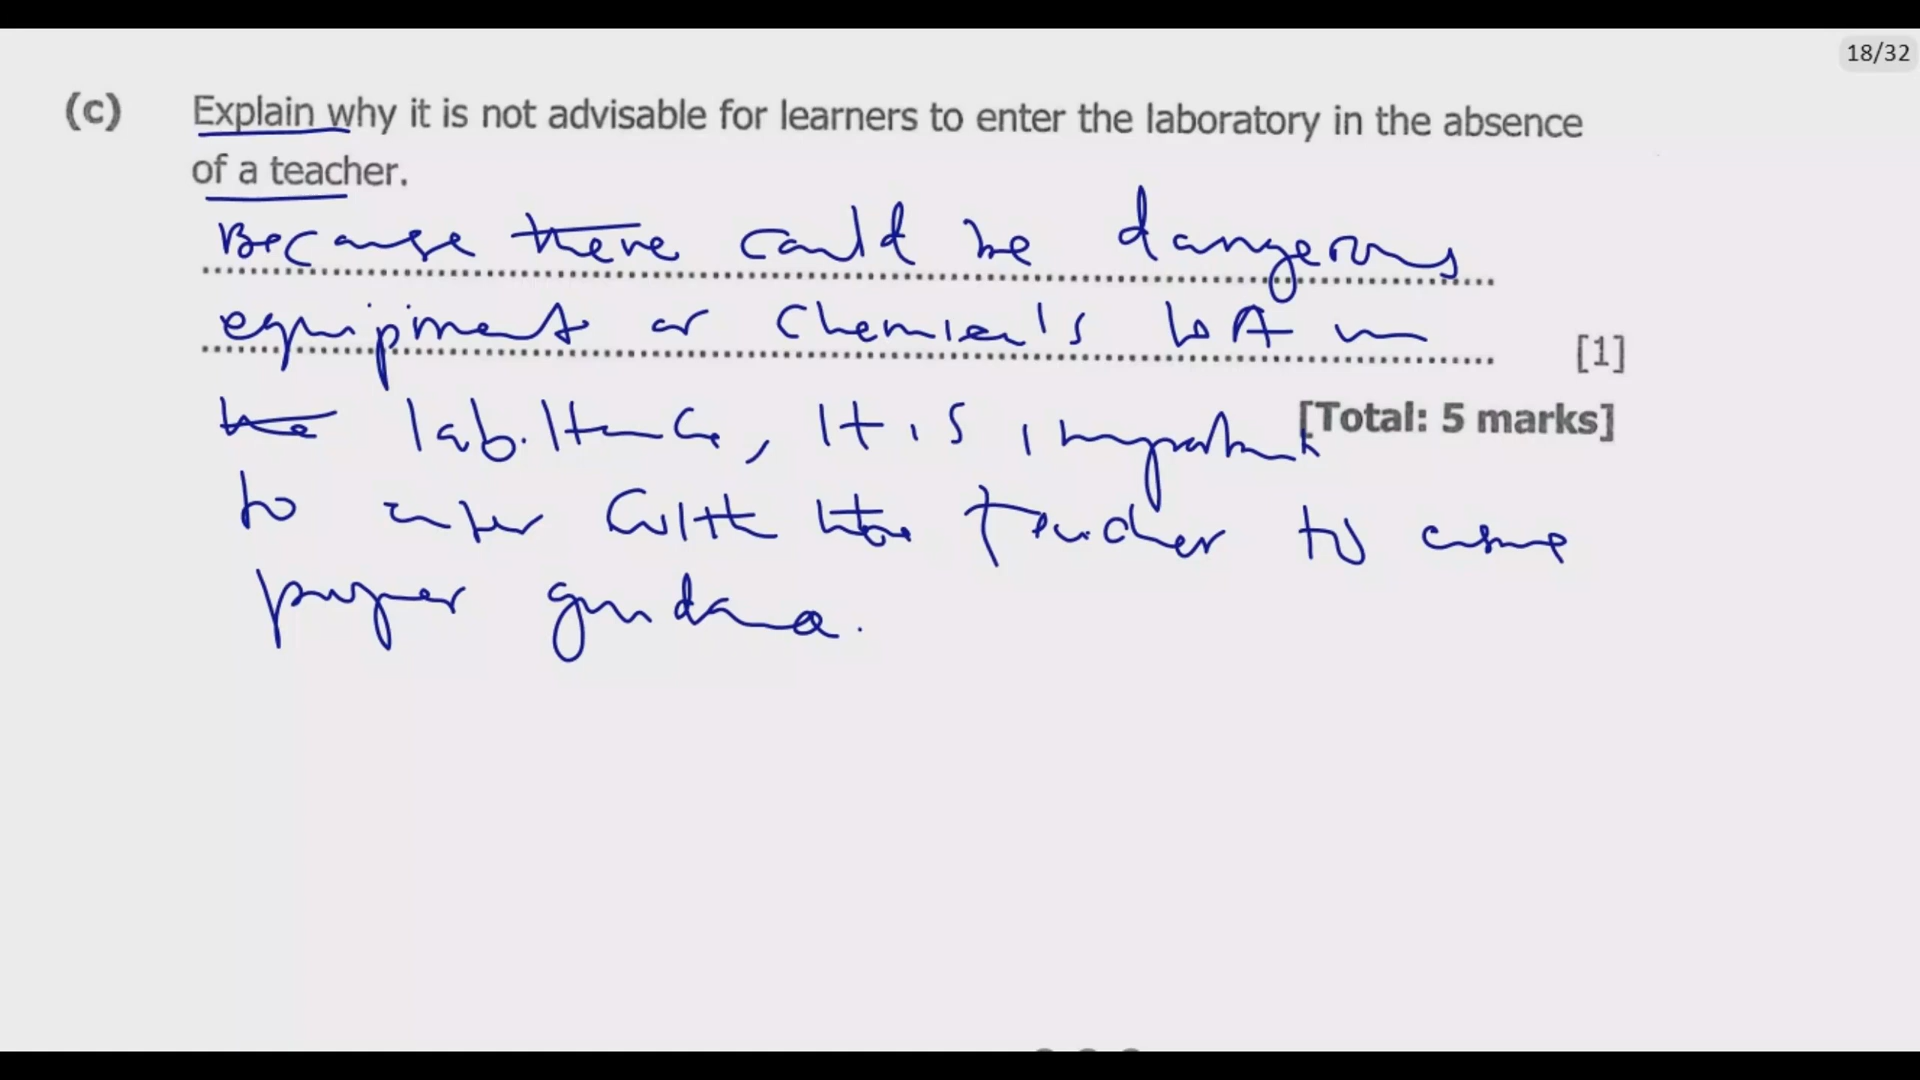 18/32
(c) Explain why it is not advisable for learners to enter the laboratory in the absence
of a teacher.
Because there could be dangerous
equipment or chemical's left in
[1]
the lab. Hence, It is important
[Total: 5 marks]
to enter with the teacher to
proper guidance.